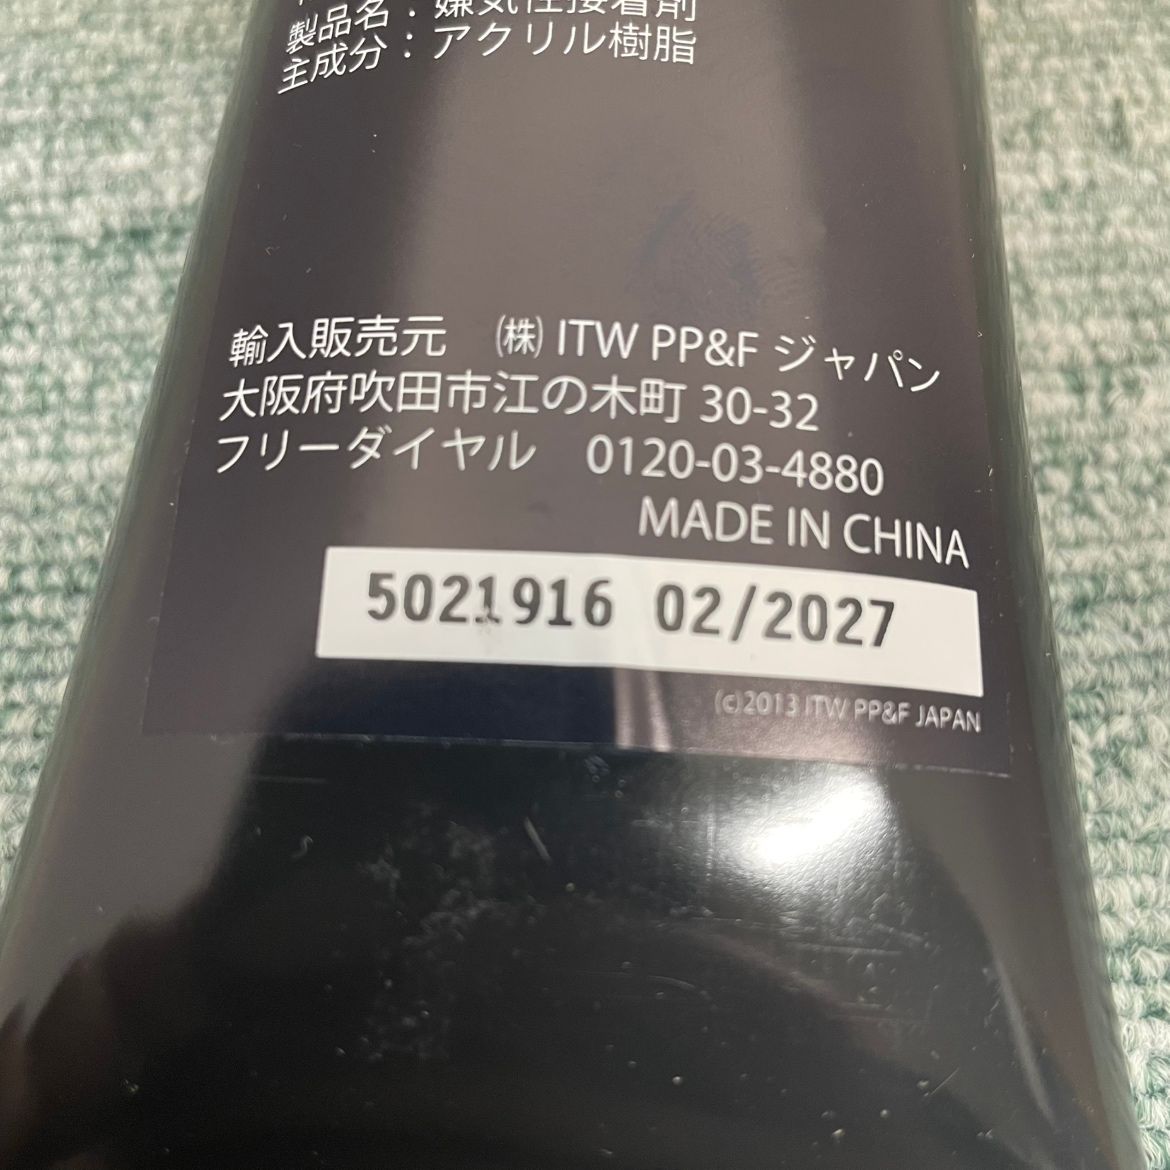 製品名：嫌気性接着剤
主成分：アクリル樹脂
輸入販売元　㈱ ITW PP&F ジャパン
大阪府吹田市江の木町 30-32
フリーダイヤル　0120-03-4880
MADE IN CHINA
5021916 02/2027
(c)2013 ITW PP&F JAPAN